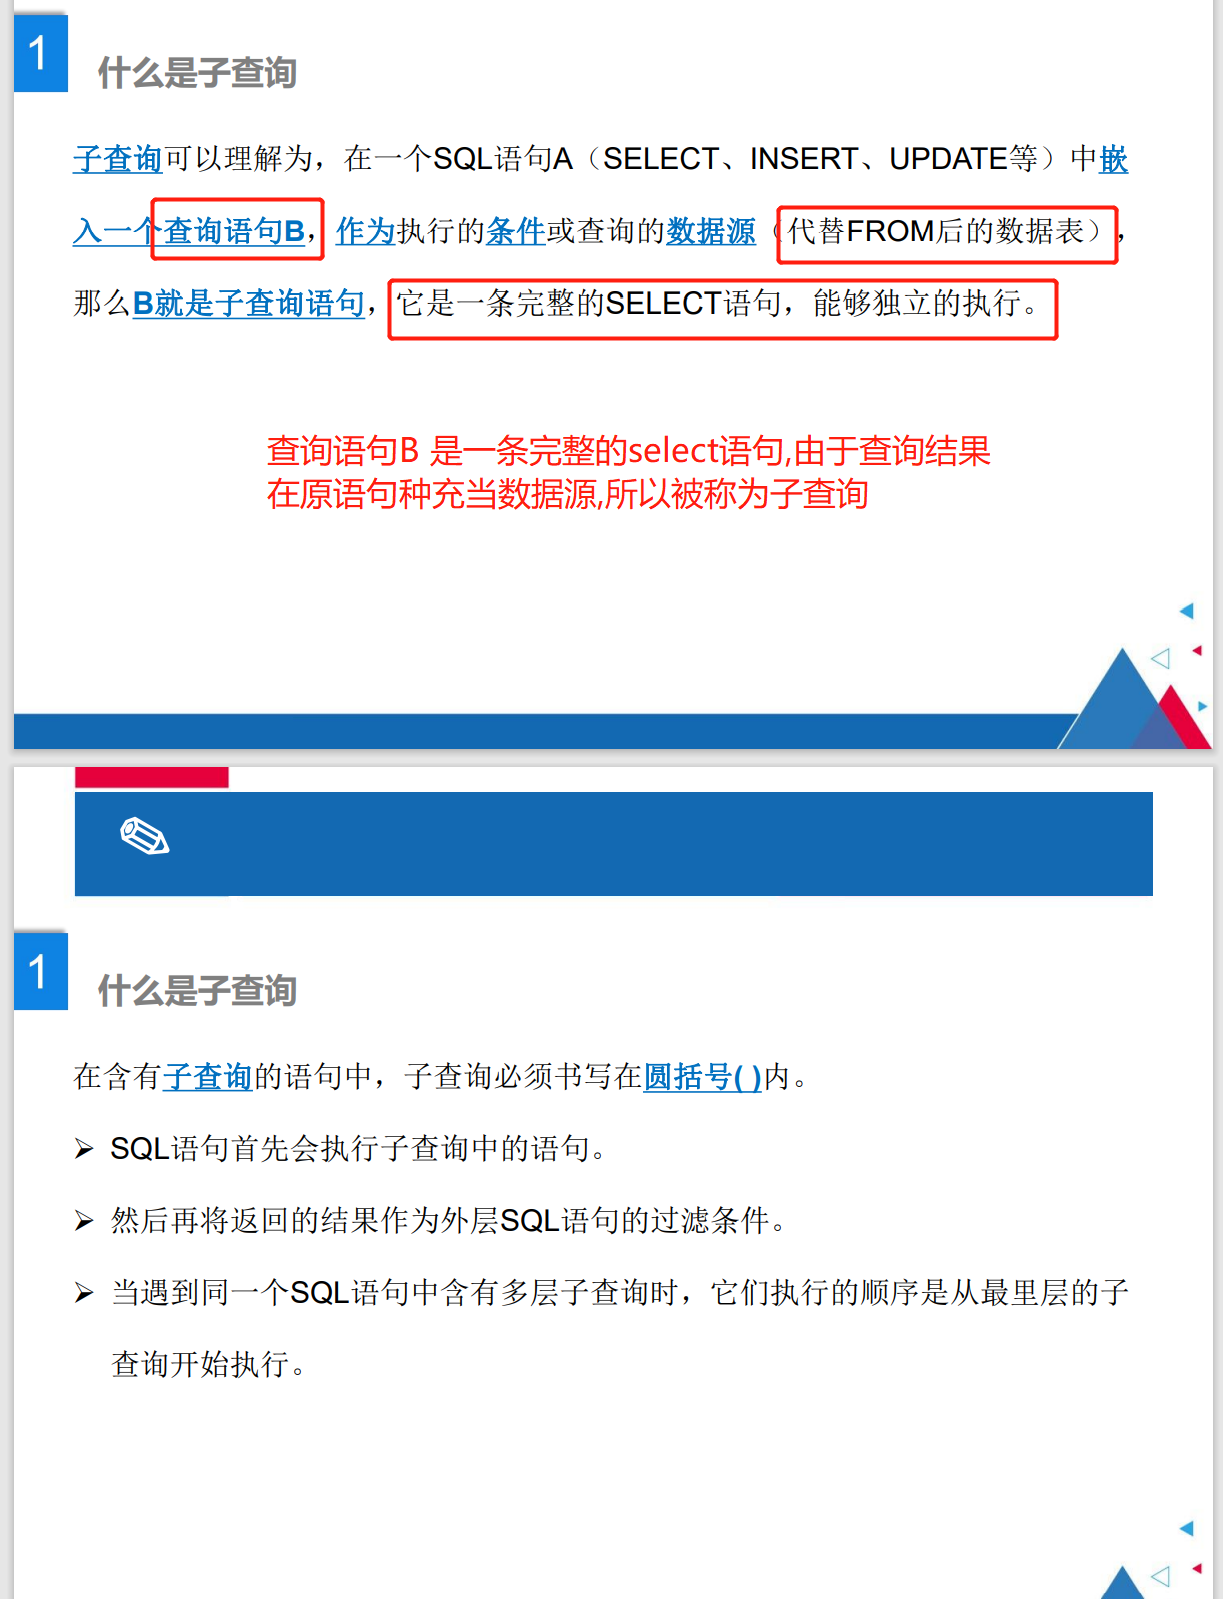 1
什么是子查询
子查询可以理解为，在一个SQL语句A（SELECT、INSERT、UPDATE等）中嵌
入一个查询语句B，作为执行的条件或查询的数据源（代替FROM后的数据表），
那么B就是子查询语句，它是一条完整的SELECT语句，能够独立的执行。
查询语句B 是一条完整的select语句,由于查询结果
在原语句种充当数据源,所以被称为子查询
1
什么是子查询
在含有子查询的语句中，子查询必须书写在圆括号( )内。
➢ SQL语句首先会执行子查询中的语句。
➢ 然后再将返回的结果作为外层SQL语句的过滤条件。
➢ 当遇到同一个SQL语句中含有多层子查询时，它们执行的顺序是从最里层的子
查询开始执行。